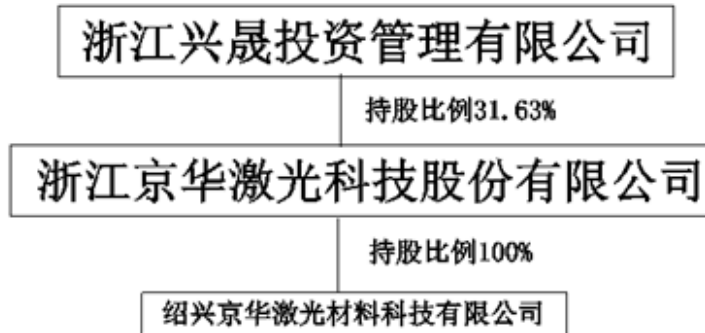 浙江兴晟投资管理有限公司
持股比例31.63%
浙江京华激光科技股份有限公司
持股比例100%
绍兴京华激光材料科技有限公司